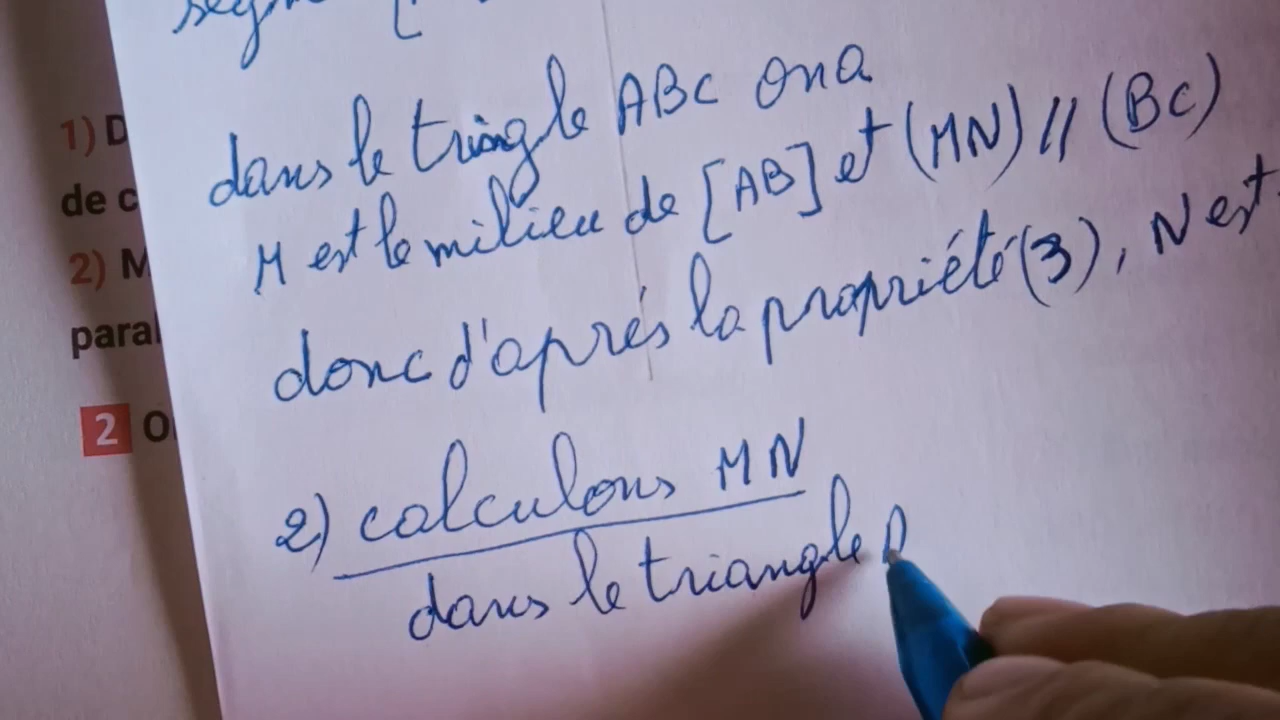 dans le triangle ABC on a
M est le milieu de [AB] et (MN) // (BC)
donc d'aprés la propriété (3), N est
2) calculons MN
dans le triangle
1) D
de c
2) M
paral
2 O